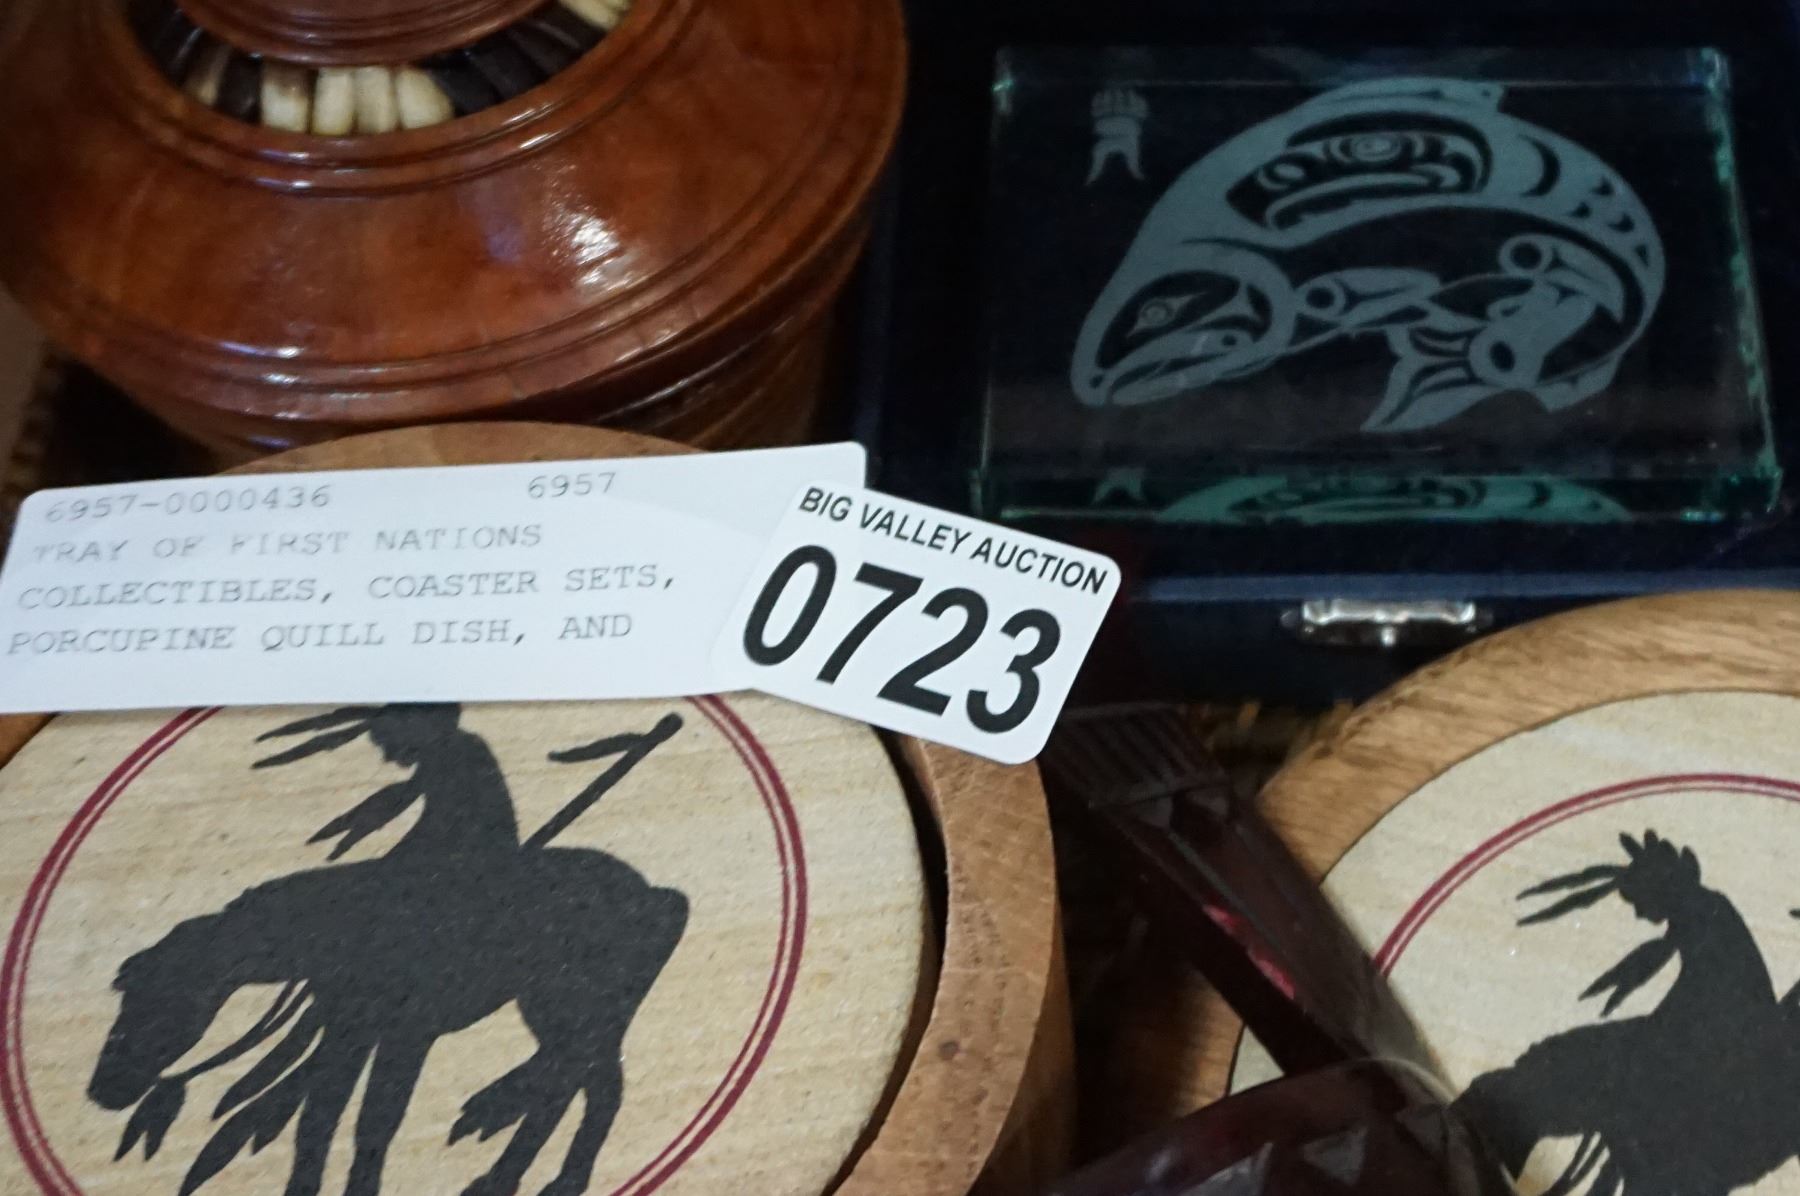 6957-0000436 6957
TRAY OF FIRST NATIONS
COLLECTIBLES, COASTER SETS,
PORCUPINE QUILL DISH, AND
BIG VALLEY AUCTION
0723